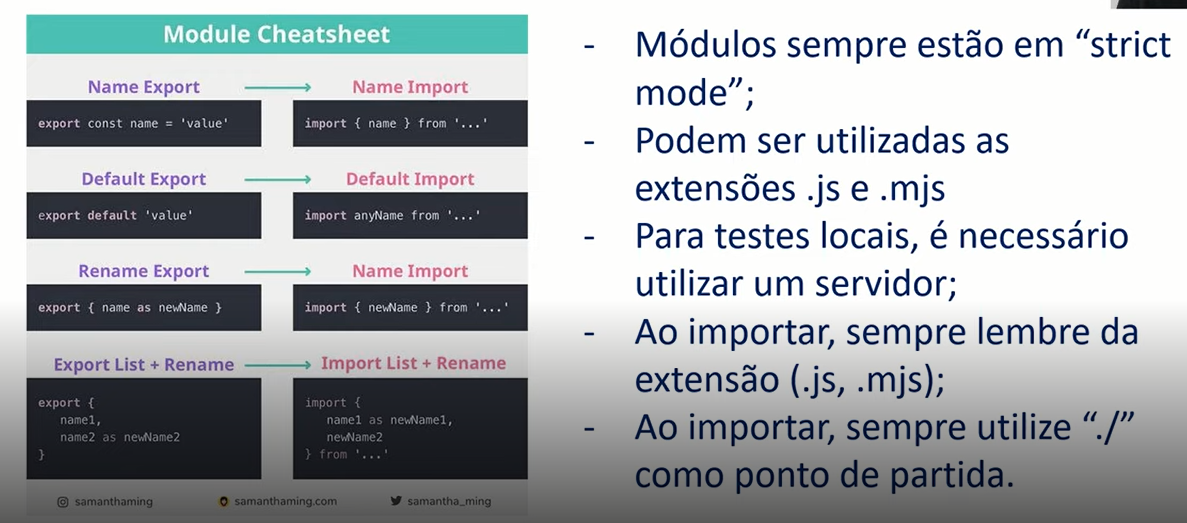 Module Cheatsheet
Name Export
Name Import
export const name = 'value'
import { name } from '...'
Default Export
Default Import
export default 'value'
import anyName from '...'
Rename Export
Name Import
export { name as newName }
import { newName } from '...'
Export List + Rename
Import List + Rename
export {
name1,
name2 as newName2
}
import {
name1 as newName1,
newName2
} from '...'
samanthaming
samanthaming.com
samantha_ming
- Módulos sempre estão em “strict
mode”;
- Podem ser utilizadas as
extensões .js e .mjs
- Para testes locais, é necessário
utilizar um servidor;
- Ao importar, sempre lembre da
extensão (.js, .mjs);
- Ao importar, sempre utilize “./”
como ponto de partida.